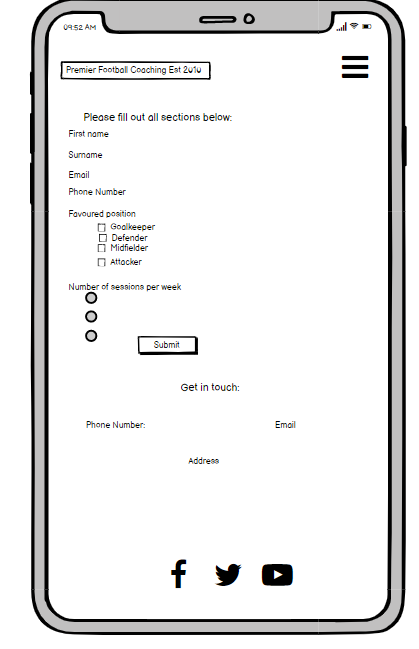 09:52 AM
Premier Football Coaching Est 2010
Please fill out all sections below:
First name
Surname
Email
Phone Number
Favoured position
Goalkeeper
Defender
Midfielder
Attacker
Number of sessions per week
Submit
Get in touch:
Phone Number: Email
Address